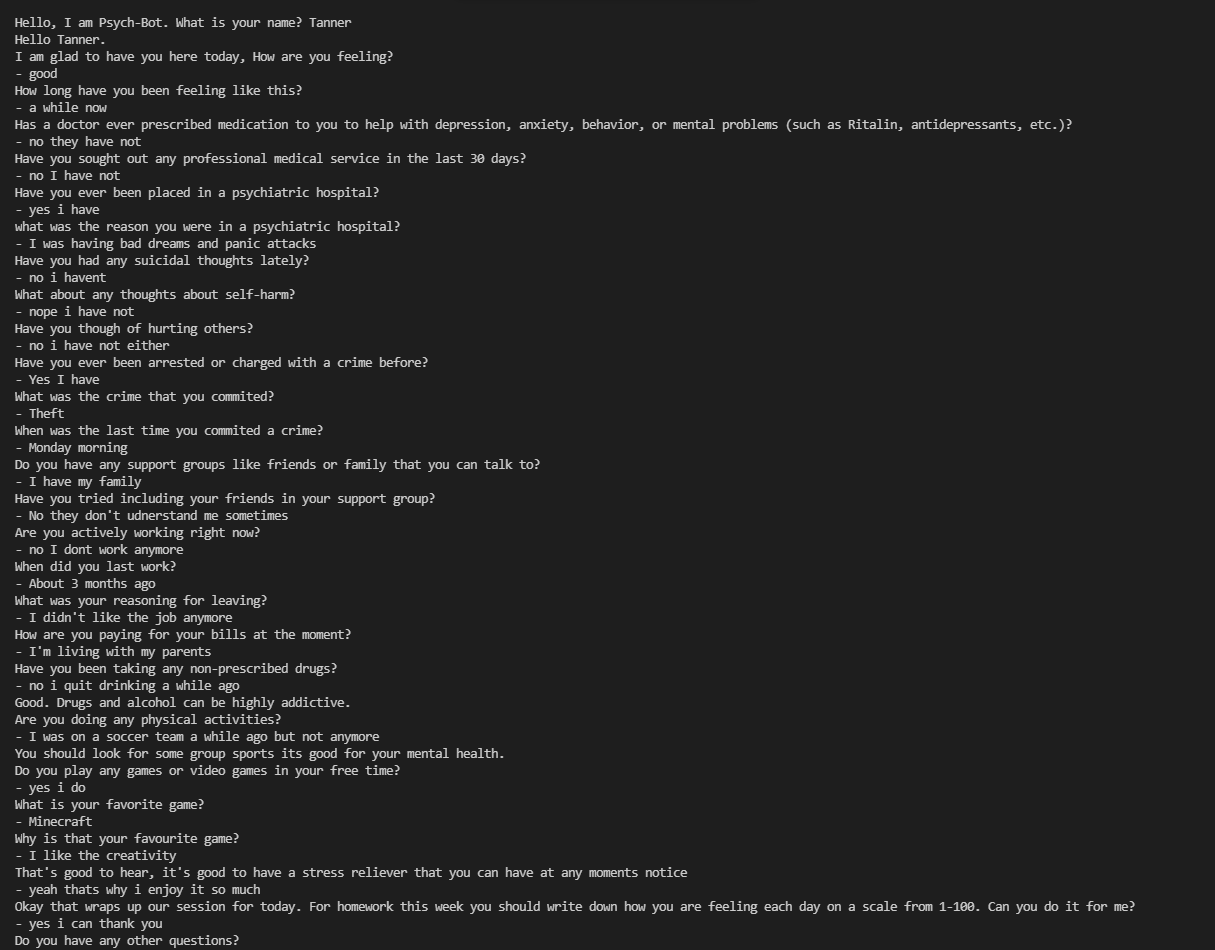 Hello, I am Psych-Bot. What is your name? Tanner
Hello Tanner.
I am glad to have you here today, How are you feeling?
- good
How long have you been feeling like this?
- a while now
Has a doctor ever prescribed medication to you to help with depression, anxiety, behavior, or mental problems (such as Ritalin, antidepressants, etc.)?
- no they have not
Have you sought out any professional medical service in the last 30 days?
- no I have not
Have you ever been placed in a psychiatric hospital?
- yes i have
what was the reason you were in a psychiatric hospital?
- I was having bad dreams and panic attacks
Have you had any suicidal thoughts lately?
- no i havent
What about any thoughts about self-harm?
- nope i have not
Have you though of hurting others?
- no i have not either
Have you ever been arrested or charged with a crime before?
- Yes I have
What was the crime that you commited?
- Theft
When was the last time you commited a crime?
- Monday morning
Do you have any support groups like friends or family that you can talk to?
- I have my family
Have you tried including your friends in your support group?
- No they don't udnerstand me sometimes
Are you actively working right now?
- no I dont work anymore
When did you last work?
- About 3 months ago
What was your reasoning for leaving?
- I didn't like the job anymore
How are you paying for your bills at the moment?
- I'm living with my parents
Have you been taking any non-prescribed drugs?
- no i quit drinking a while ago
Good. Drugs and alcohol can be highly addictive.
Are you doing any physical activities?
- I was on a soccer team a while ago but not anymore
You should look for some group sports its good for your mental health.
Do you play any games or video games in your free time?
- yes i do
What is your favorite game?
- Minecraft
Why is that your favourite game?
- I like the creativity
That's good to hear, it's good to have a stress reliever that you can have at any moments notice
- yeah thats why i enjoy it so much
Okay that wraps up our session for today. For homework this week you should write down how you are feeling each day on a scale from 1-100. Can you do it for me?
- yes i can thank you
Do you have any other questions?